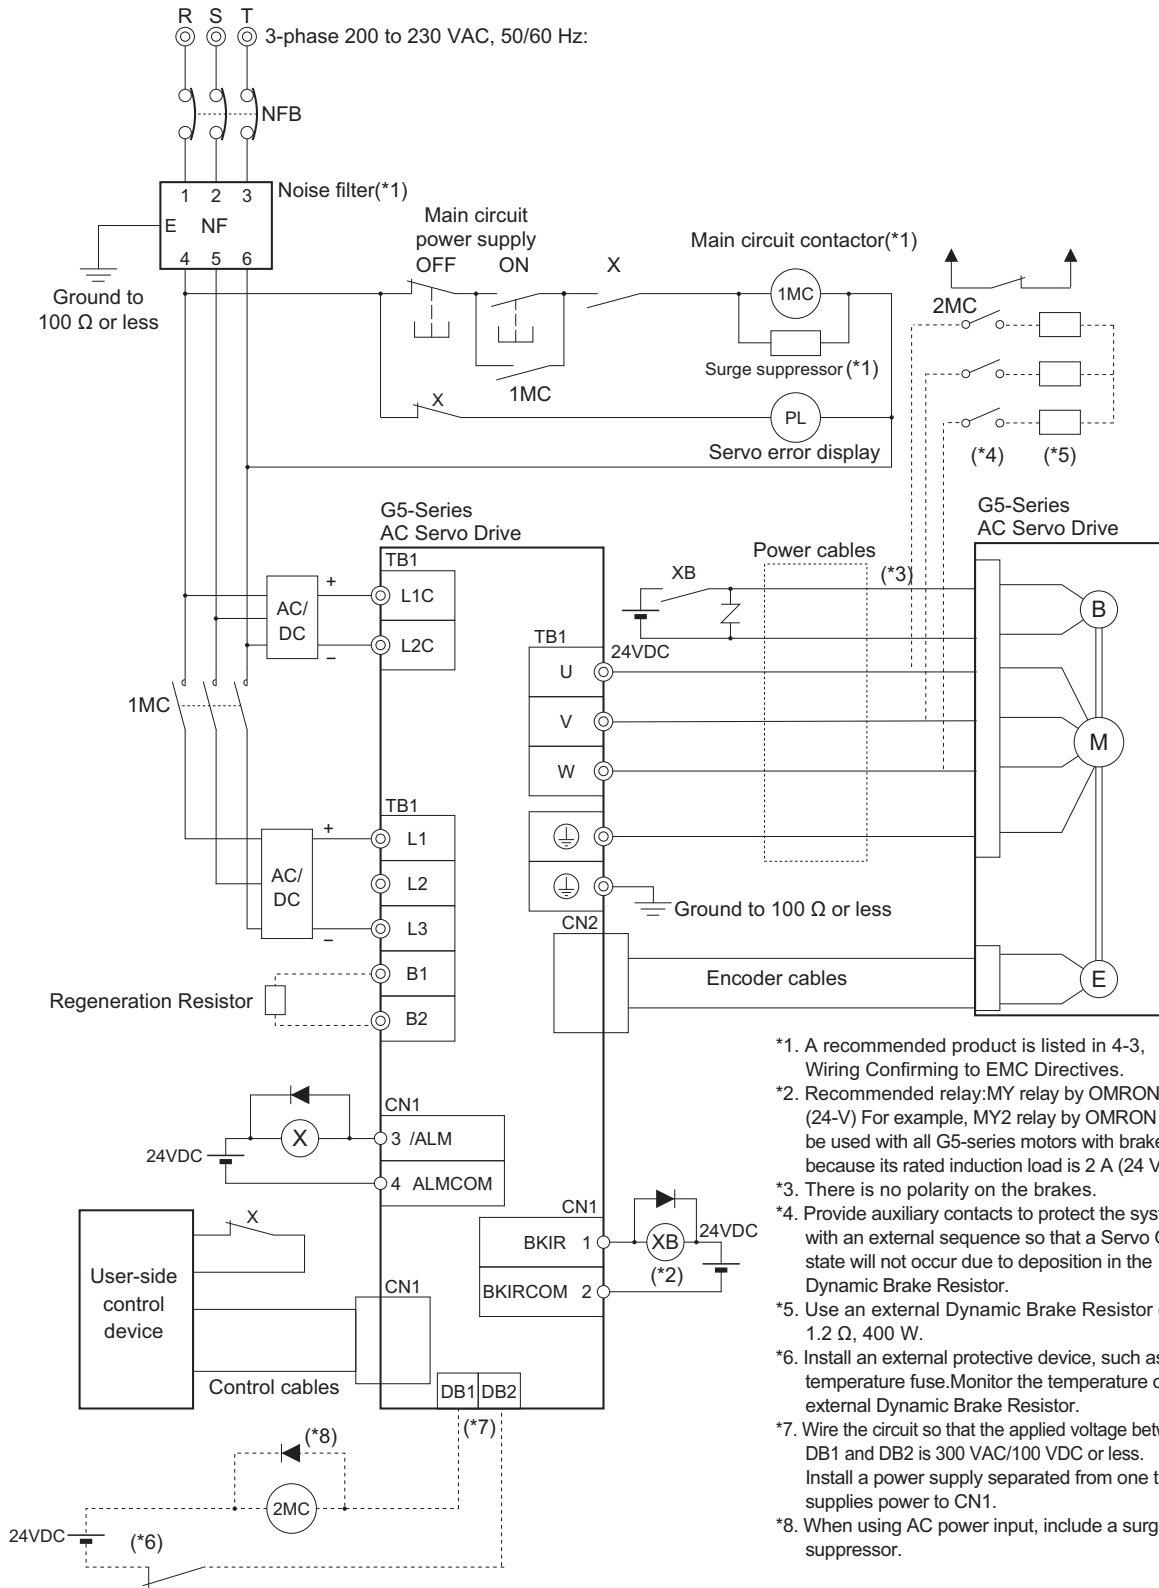 R S T
3-phase 200 to 230 VAC, 50/60 Hz:
NFB
1 2 3
Noise filter(*1)
E NF
4 5 6
Ground to
100 Ω or less
Main circuit
power supply
OFF ON
X
Main circuit contactor(*1)
1MC
Surge suppressor (*1)
1MC
X
PL
Servo error display
2MC
(*4) (*5)
G5-Series
AC Servo Drive
TB1
L1C
L2C
AC/
DC
+
–
1MC
TB1
L1
L2
L3
B1
B2
AC/
DC
+
–
Regeneration Resistor
Power cables
(*3)
XB
24VDC
TB1
U
V
W
Ground to 100 Ω or less
CN2
Encoder cables
G5-Series
AC Servo Drive
B
M
E
CN1
3 /ALM
4 ALMCOM
X
24VDC
CN1
BKIR 1
BKIRCOM 2
XB
(*2)
24VDC
User-side
control
device
X
CN1
Control cables
DB1 DB2
(*7)
(*8)
2MC
24VDC
(*6)
*1. A recommended product is listed in 4-3,
Wiring Confirming to EMC Directives.
*2. Recommended relay:MY relay by OMRON
(24-V) For example, MY2 relay by OMRON
be used with all G5-series motors with brake
because its rated induction load is 2 A (24 V
*3. There is no polarity on the brakes.
*4. Provide auxiliary contacts to protect the sys
with an external sequence so that a Servo
state will not occur due to deposition in the
Dynamic Brake Resistor.
*5. Use an external Dynamic Brake Resistor
1.2 Ω, 400 W.
*6. Install an external protective device, such as
temperature fuse.Monitor the temperature
external Dynamic Brake Resistor.
*7. Wire the circuit so that the applied voltage bet
DB1 and DB2 is 300 VAC/100 VDC or less.
Install a power supply separated from one t
supplies power to CN1.
*8. When using AC power input, include a surg
suppressor.